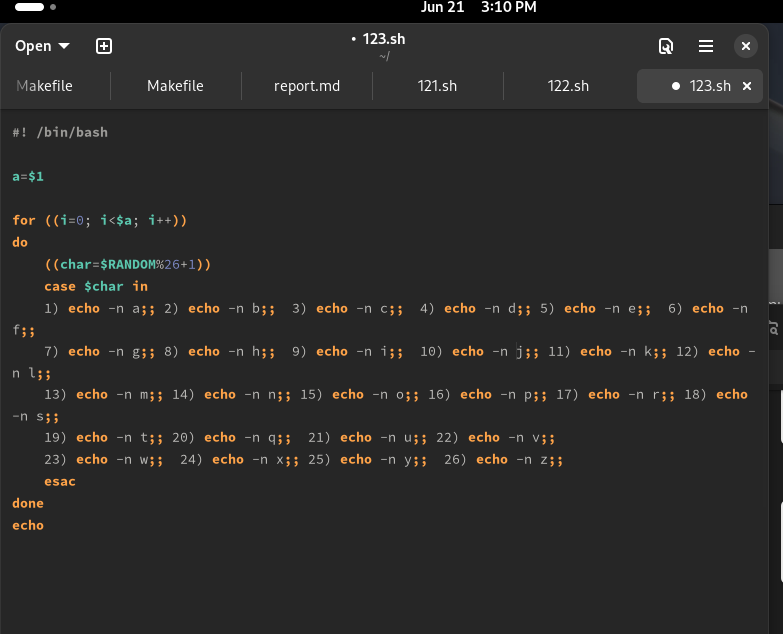 Jun 21 3:10 PM
Open • 123.sh
~/
Makefile Makefile report.md 121.sh 122.sh ● 123.sh ×
#! /bin/bash
a=$1
for ((i=0; i<$a; i++))
do
((char=$RANDOM%26+1))
case $char in
1) echo -n a;; 2) echo -n b;; 3) echo -n c;; 4) echo -n d;; 5) echo -n e;; 6) echo -n
f;;
7) echo -n g;; 8) echo -n h;; 9) echo -n i;; 10) echo -n j;; 11) echo -n k;; 12) echo -
n l;;
13) echo -n m;; 14) echo -n n;; 15) echo -n o;; 16) echo -n p;; 17) echo -n r;; 18) echo
-n s;;
19) echo -n t;; 20) echo -n q;; 21) echo -n u;; 22) echo -n v;;
23) echo -n w;; 24) echo -n x;; 25) echo -n y;; 26) echo -n z;;
esac
done
echo